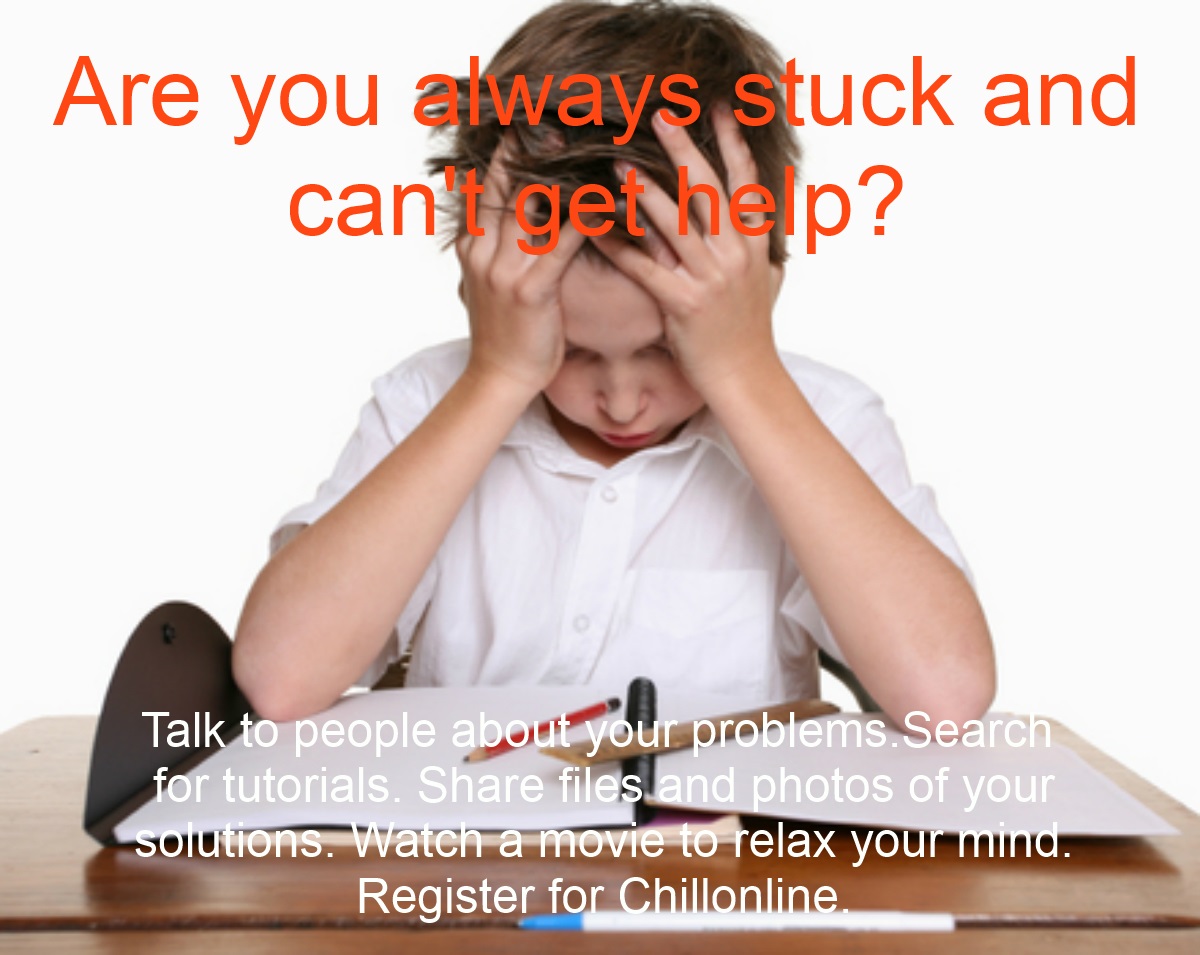 Are you always stuck and
can't get help?
Talk to people about your problems.Search
for tutorials. Share files and photos of your
solutions. Watch a movie to relax your mind.
Register for Chillonline.